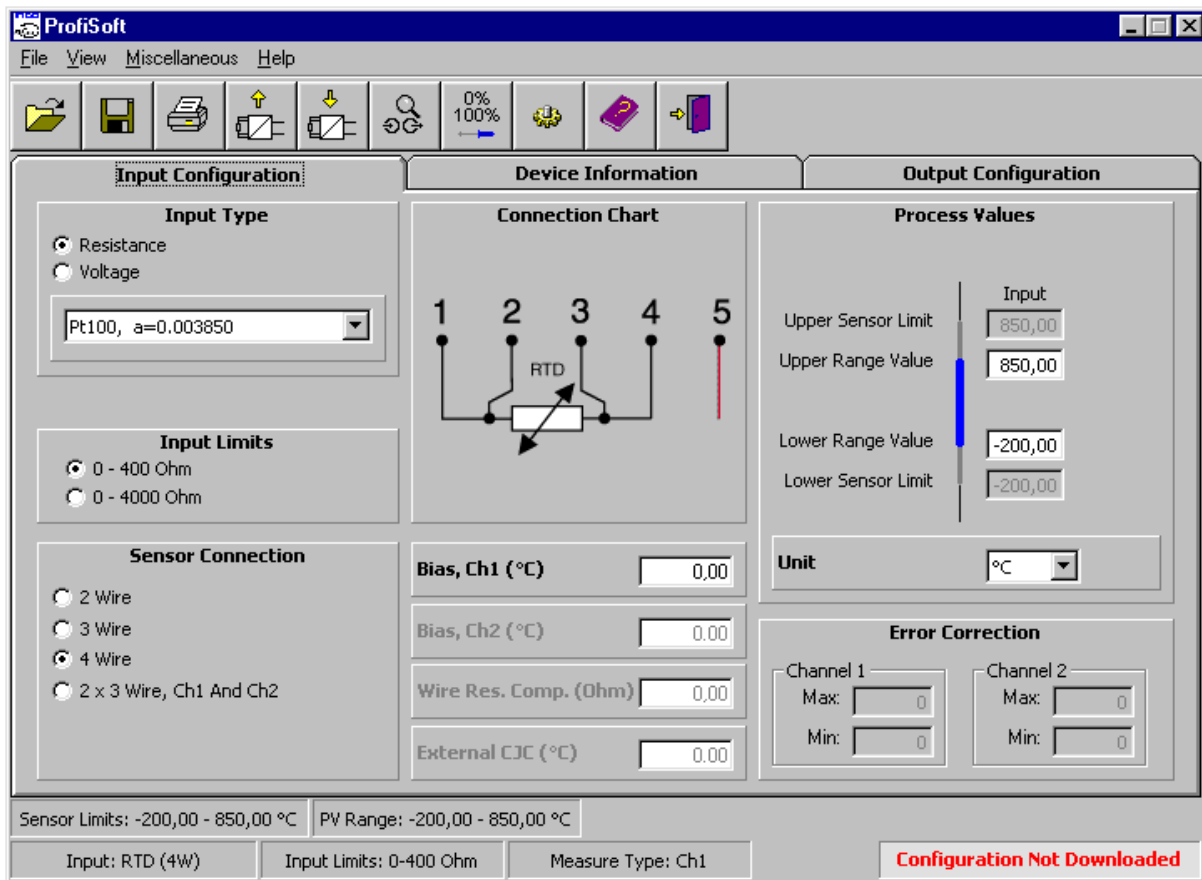 ProfiSoft
File View Miscellaneous Help
0%
100%
Input Configuration
Device Information
Output Configuration
Input Type
Resistance
Voltage
Pt100, a=0.003850
Input Limits
0 - 400 Ohm
0 - 4000 Ohm
Sensor Connection
2 Wire
3 Wire
4 Wire
2 x 3 Wire, Ch1 And Ch2
Connection Chart
1 2 3 4 5
RTD
Bias, Ch1 (°C) 0,00
Bias, Ch2 (°C) 0.00
Wire Res. Comp. (Ohm) 0,00
External CJC (°C) 0.00
Process Values
Input
Upper Sensor Limit 850,00
Upper Range Value 850,00
Lower Range Value -200,00
Lower Sensor Limit -200,00
Unit °C
Error Correction
Channel 1
Max: 0
Min: 0
Channel 2
Max: 0
Min: 0
Sensor Limits: -200,00 - 850,00 °C
PV Range: -200,00 - 850,00 °C
Input: RTD (4W)
Input Limits: 0-400 Ohm
Measure Type: Ch1
Configuration Not Downloaded